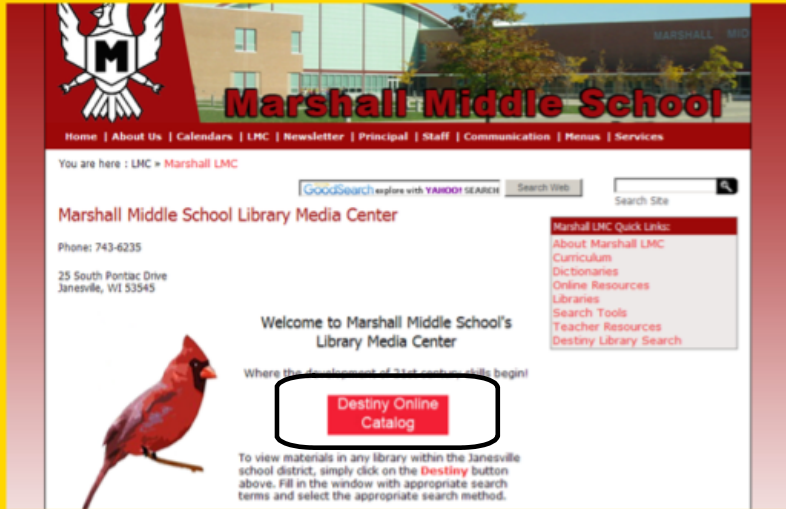 M
MARSHALL MID
Marshall Middle School
Home | About Us | Calendars | LMC | Newsletter | Principal | Staff | Communication | Menus | Services
You are here : LMC » Marshall LMC
GoodSearch explore with YAHOO! SEARCH Search Web
Search Site
Marshall Middle School Library Media Center
Phone: 743-6235
25 South Pontiac Drive
Janesville, WI 53545
Marshall LMC Quick Links:
About Marshall LMC
Curriculum
Dictionaries
Online Resources
Libraries
Search Tools
Teacher Resources
Destiny Library Search
Welcome to Marshall Middle School's
Library Media Center
Where the development of 21st century skills begin!
Destiny Online
Catalog
To view materials in any library within the Janesville
school district, simply click on the Destiny button
above. Fill in the window with appropriate search
terms and select the appropriate search method.